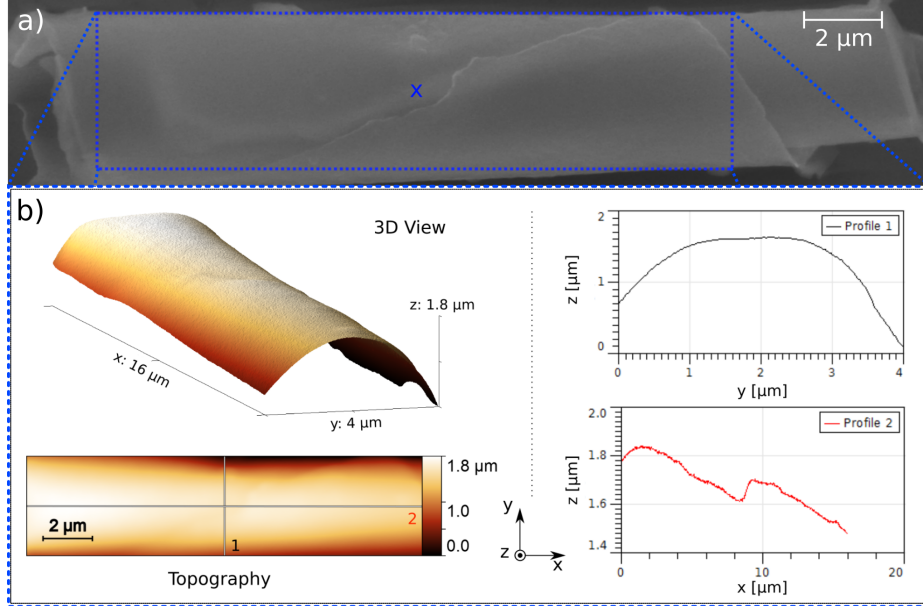 a)
x
2 µm
b)
3D View
z: 1.8 µm
x: 16 µm
y: 4 µm
1.8 µm
1.0
0.0
2 µm
1
2
Topography
y
z
x
Profile 1
z [µm]
2
1
0
0
1
2
3
4
y [µm]
Profile 2
z [µm]
2.0
1.8
1.6
1.4
0
10
20
x [µm]